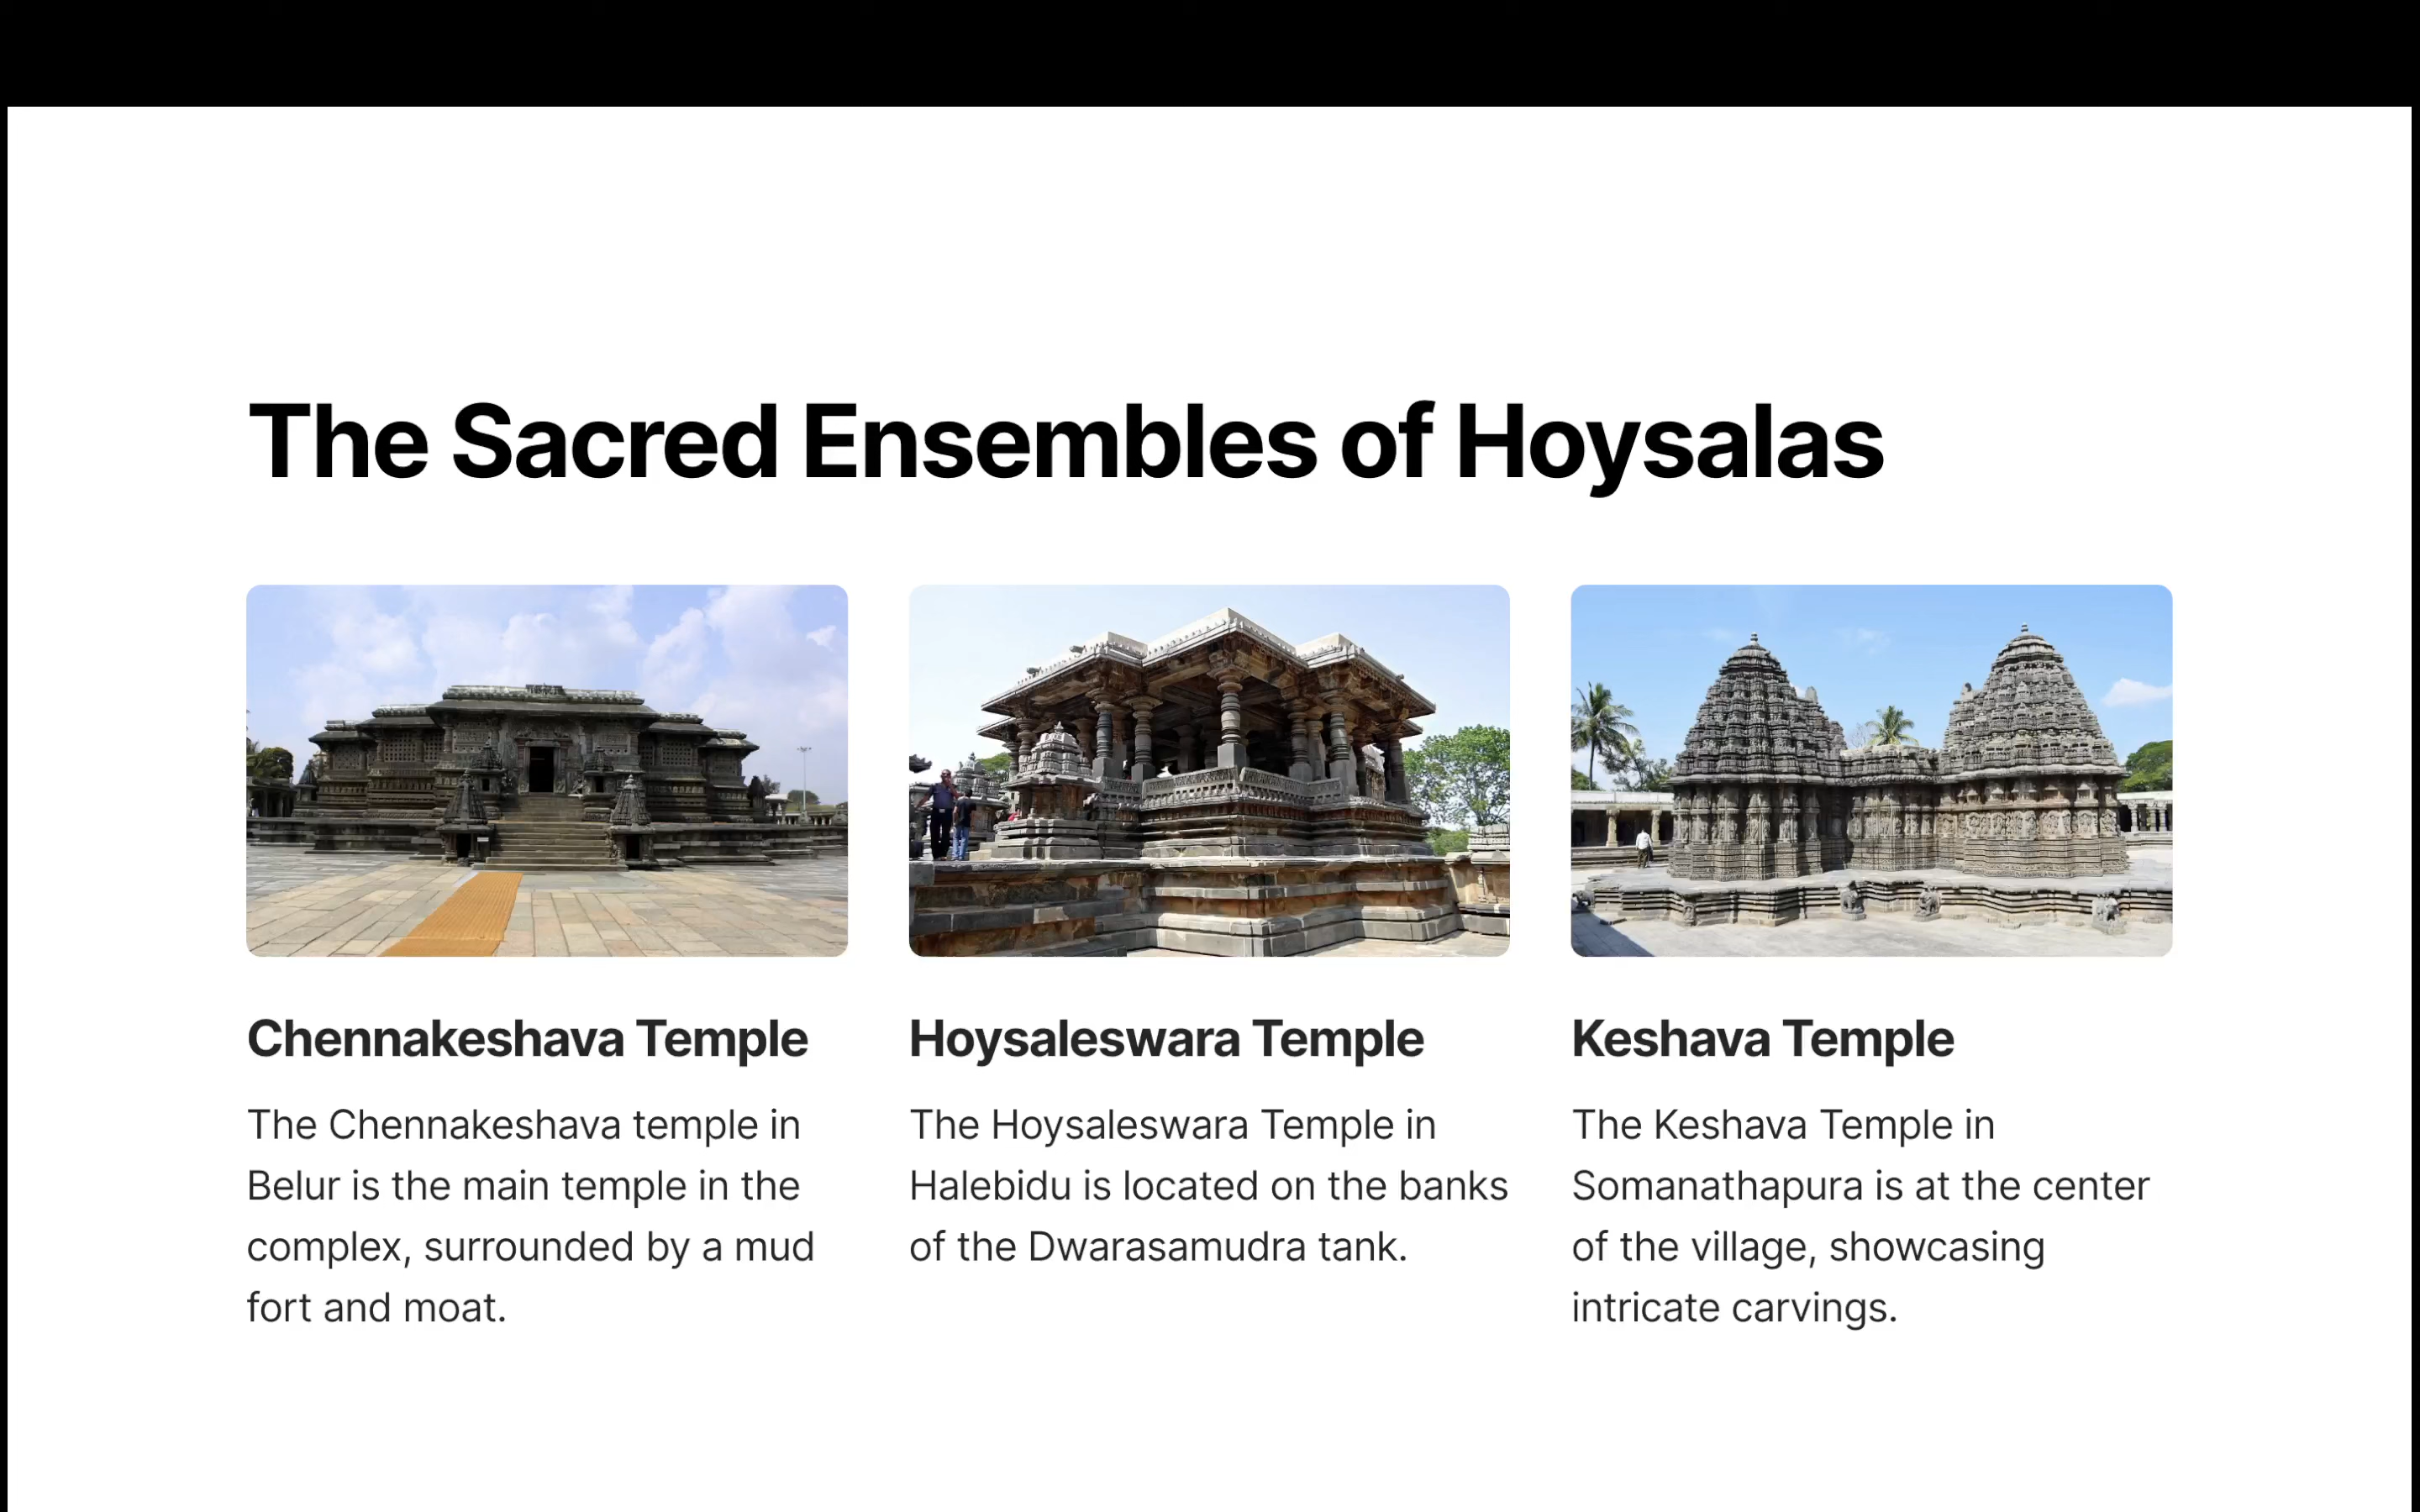 The Sacred Ensembles of Hoysalas
Chennakeshava Temple
The Chennakeshava temple in
Belur is the main temple in the
complex, surrounded by a mud
fort and moat.
Hoysaleswara Temple
The Hoysaleswara Temple in
Halebidu is located on the banks
of the Dwarasamudra tank.
Keshava Temple
The Keshava Temple in
Somanathapura is at the center
of the village, showcasing
intricate carvings.